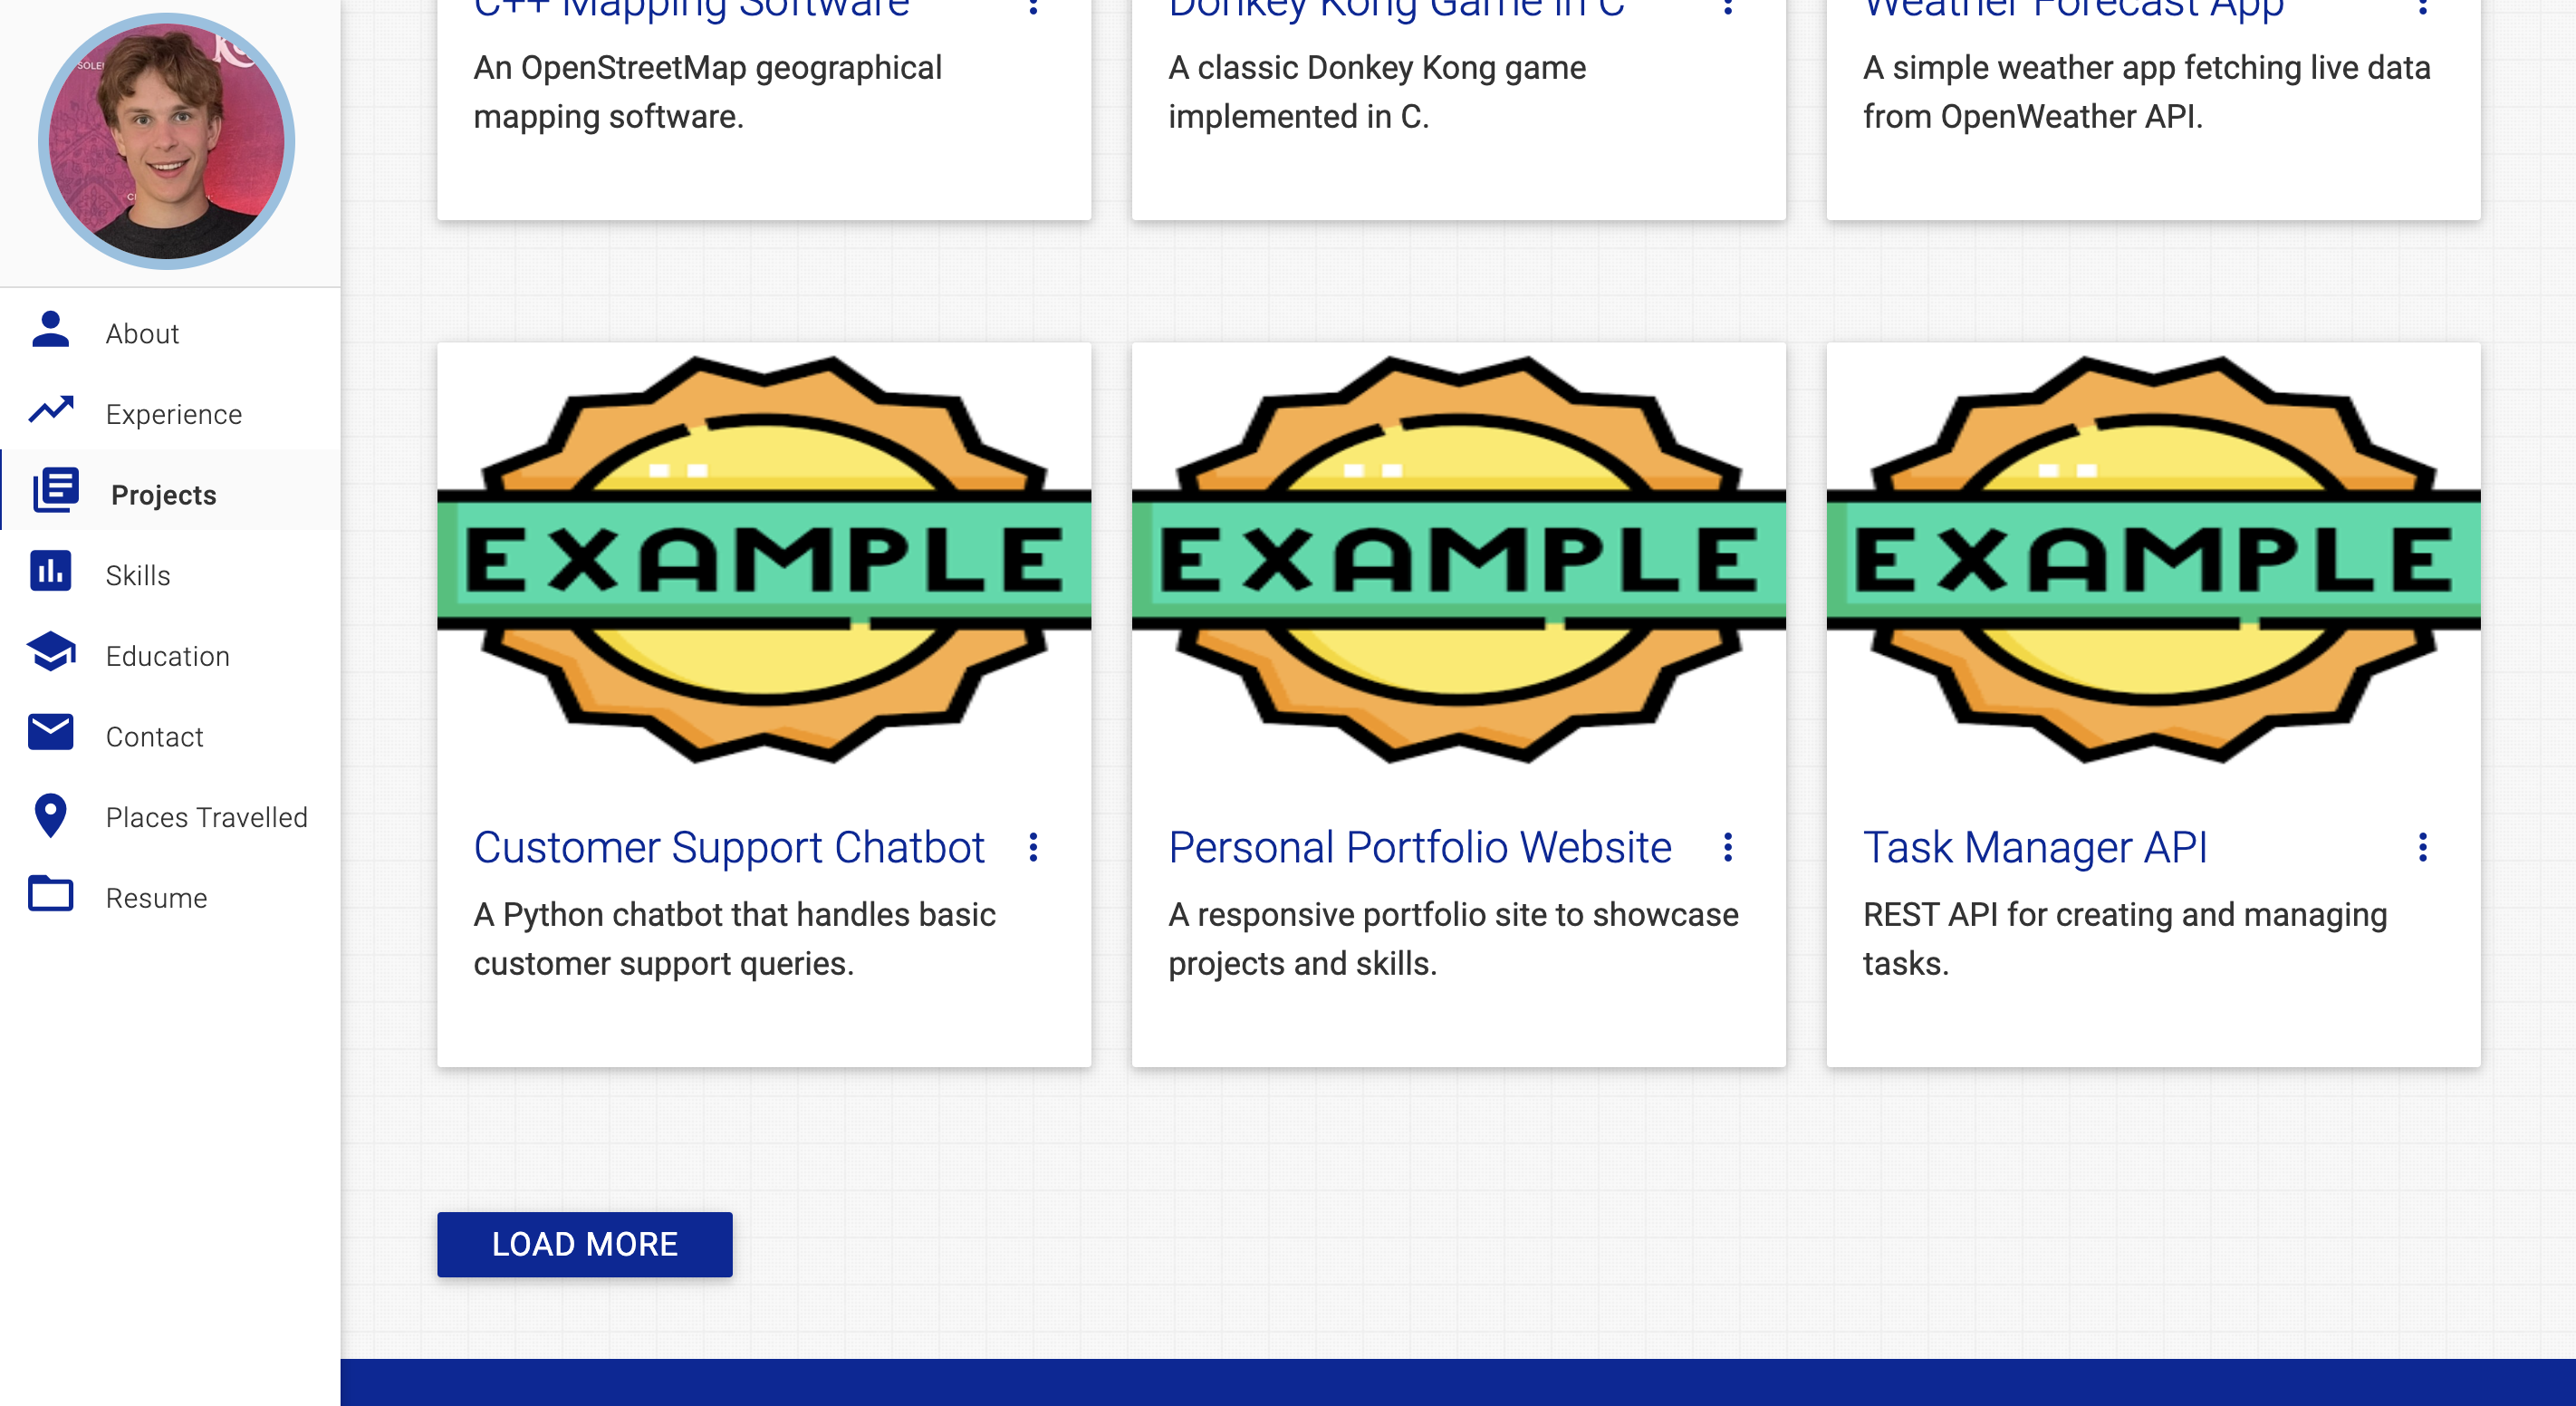 C++ Mapping Software
Donkey Kong Game in C
Weather Forecast App
An OpenStreetMap geographical
mapping software.
A classic Donkey Kong game
implemented in C.
A simple weather app fetching live data
from OpenWeather API.
About
Experience
Projects
Skills
Education
Contact
Places Travelled
Resume
EXAMPLE
EXAMPLE
EXAMPLE
Customer Support Chatbot
A Python chatbot that handles basic
customer support queries.
Personal Portfolio Website
A responsive portfolio site to showcase
projects and skills.
Task Manager API
REST API for creating and managing
tasks.
LOAD MORE